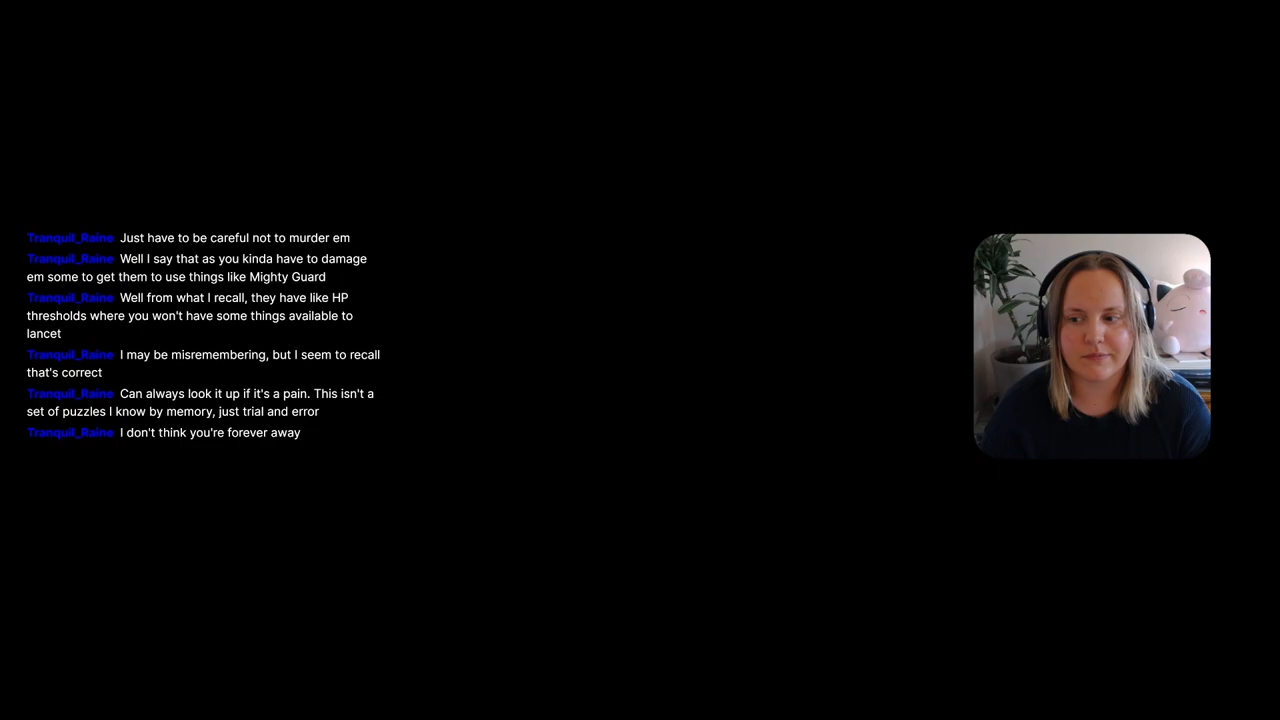 Tranquil_Raine Just have to be careful not to murder em
Tranquil_Raine Well I say that as you kinda have to damage
em some to get them to use things like Mighty Guard
Tranquil_Raine Well from what I recall, they have like HP
thresholds where you won't have some things available to
lancet
Tranquil_Raine I may be misremembering, but I seem to recall
that's correct
Tranquil_Raine Can always look it up if it's a pain. This isn't a
set of puzzles I know by memory, just trial and error
Tranquil_Raine I don't think you're forever away